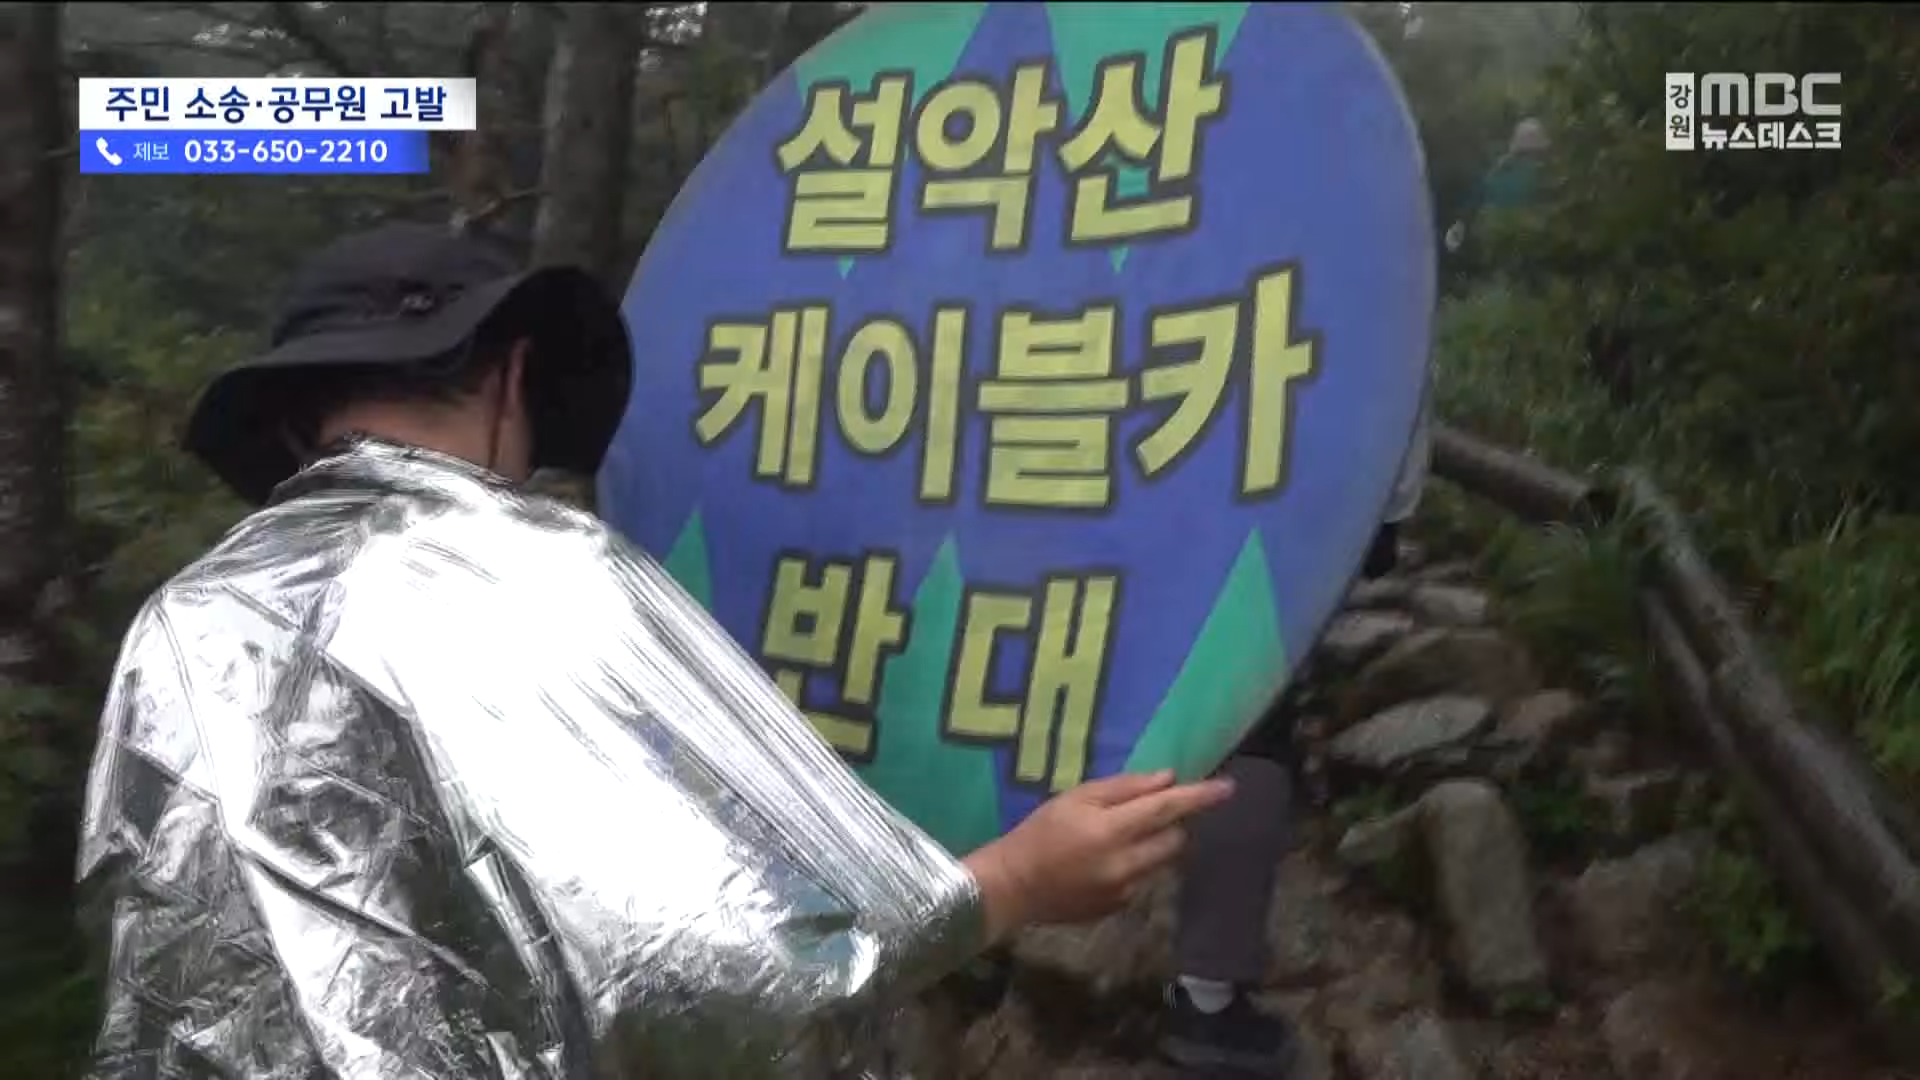 주민 소송·공무원 고발
제보 033-650-2210
강원 MBC
뉴스데스크
설악산
케이블카
반대